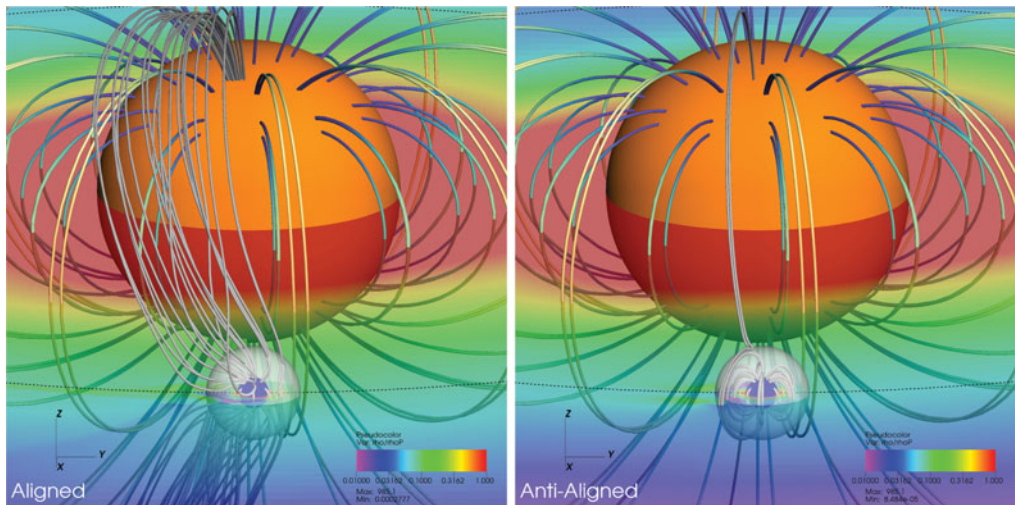 Z
X
Y
Aligned
Pseudocolor
Var: rho/rhoP
0.01000 0.03162 0.1000 0.3162 1.000
Max: 965.1
Min: 0.0002777
Z
X
Y
Anti-Aligned
Pseudocolor
Var: rho/rhoP
0.01000 0.03162 0.1000 0.3162 1.000
Max: 965.1